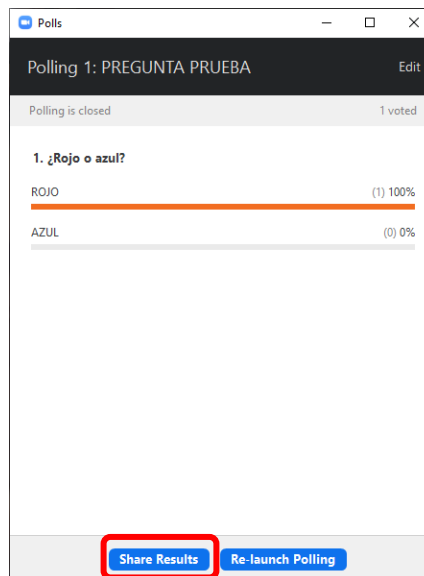 Polls
Polling 1: PREGUNTA PRUEBA Edit
Polling is closed 1 voted
1. ¿Rojo o azul?
ROJO (1) 100%
AZUL (0) 0%
Share Results Re-launch Polling